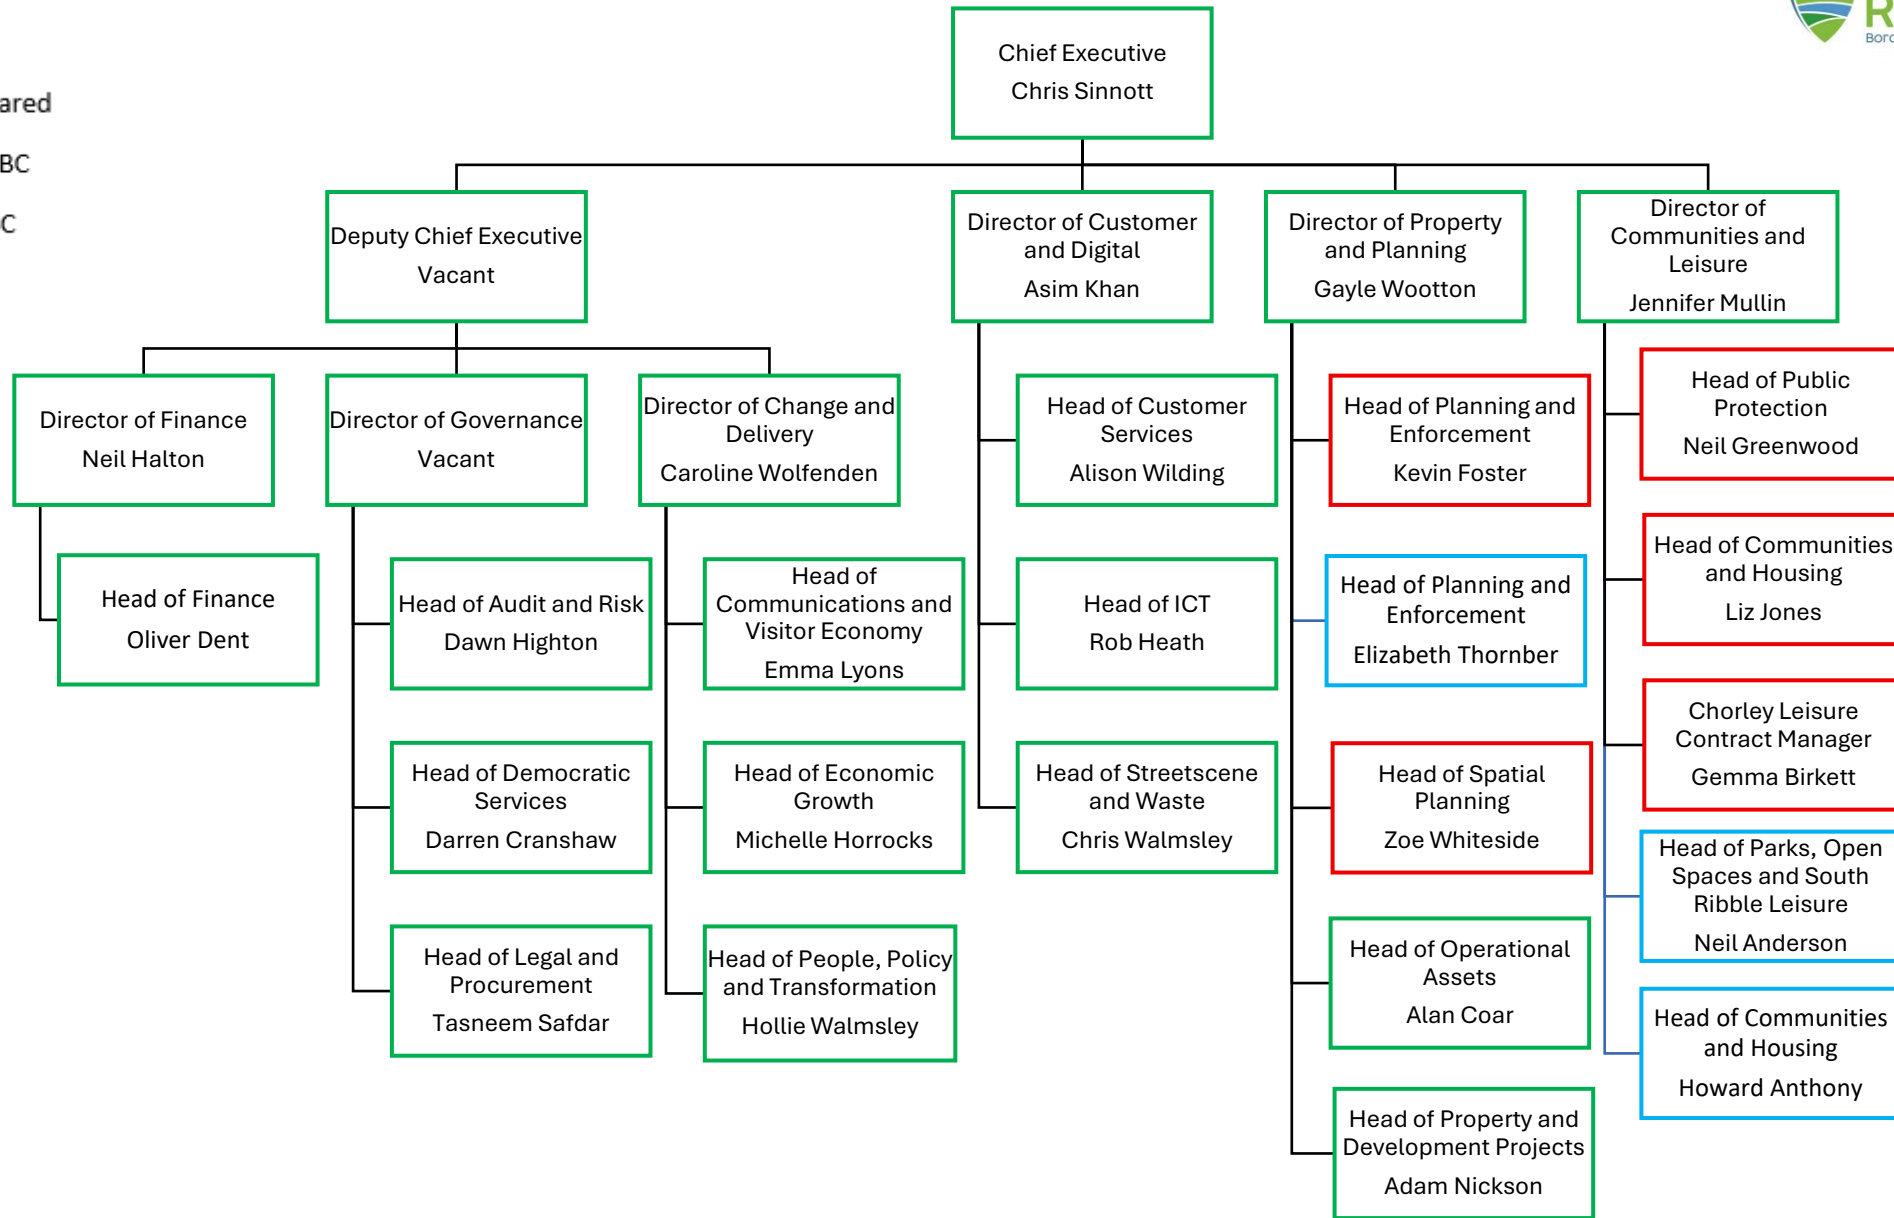 R
Boro
ared
BC
C
Chief Executive
Chris Sinnott
Deputy Chief Executive
Vacant
Director of Customer
and Digital
Asim Khan
Director of Property
and Planning
Gayle Wootton
Director of
Communities and
Leisure
Jennifer Mullin
Director of Finance
Neil Halton
Director of Governance
Vacant
Director of Change and
Delivery
Caroline Wolfenden
Head of Customer
Services
Alison Wilding
Head of Planning and
Enforcement
Kevin Foster
Head of Public
Protection
Neil Greenwood
Head of Finance
Oliver Dent
Head of Audit and Risk
Dawn Highton
Head of
Communications and
Visitor Economy
Emma Lyons
Head of ICT
Rob Heath
Head of Planning and
Enforcement
Elizabeth Thornber
Head of Communities
and Housing
Liz Jones
Head of Democratic
Services
Darren Cranshaw
Head of Economic
Growth
Michelle Horrocks
Head of Streetscene
and Waste
Chris Walmsley
Head of Spatial
Planning
Zoe Whiteside
Chorley Leisure
Contract Manager
Gemma Birkett
Head of Parks, Open
Spaces and South
Ribble Leisure
Neil Anderson
Head of Legal and
Procurement
Tasneem Safdar
Head of People, Policy
and Transformation
Hollie Walmsley
Head of Operational
Assets
Alan Coar
Head of Communities
and Housing
Howard Anthony
Head of Property and
Development Projects
Adam Nickson